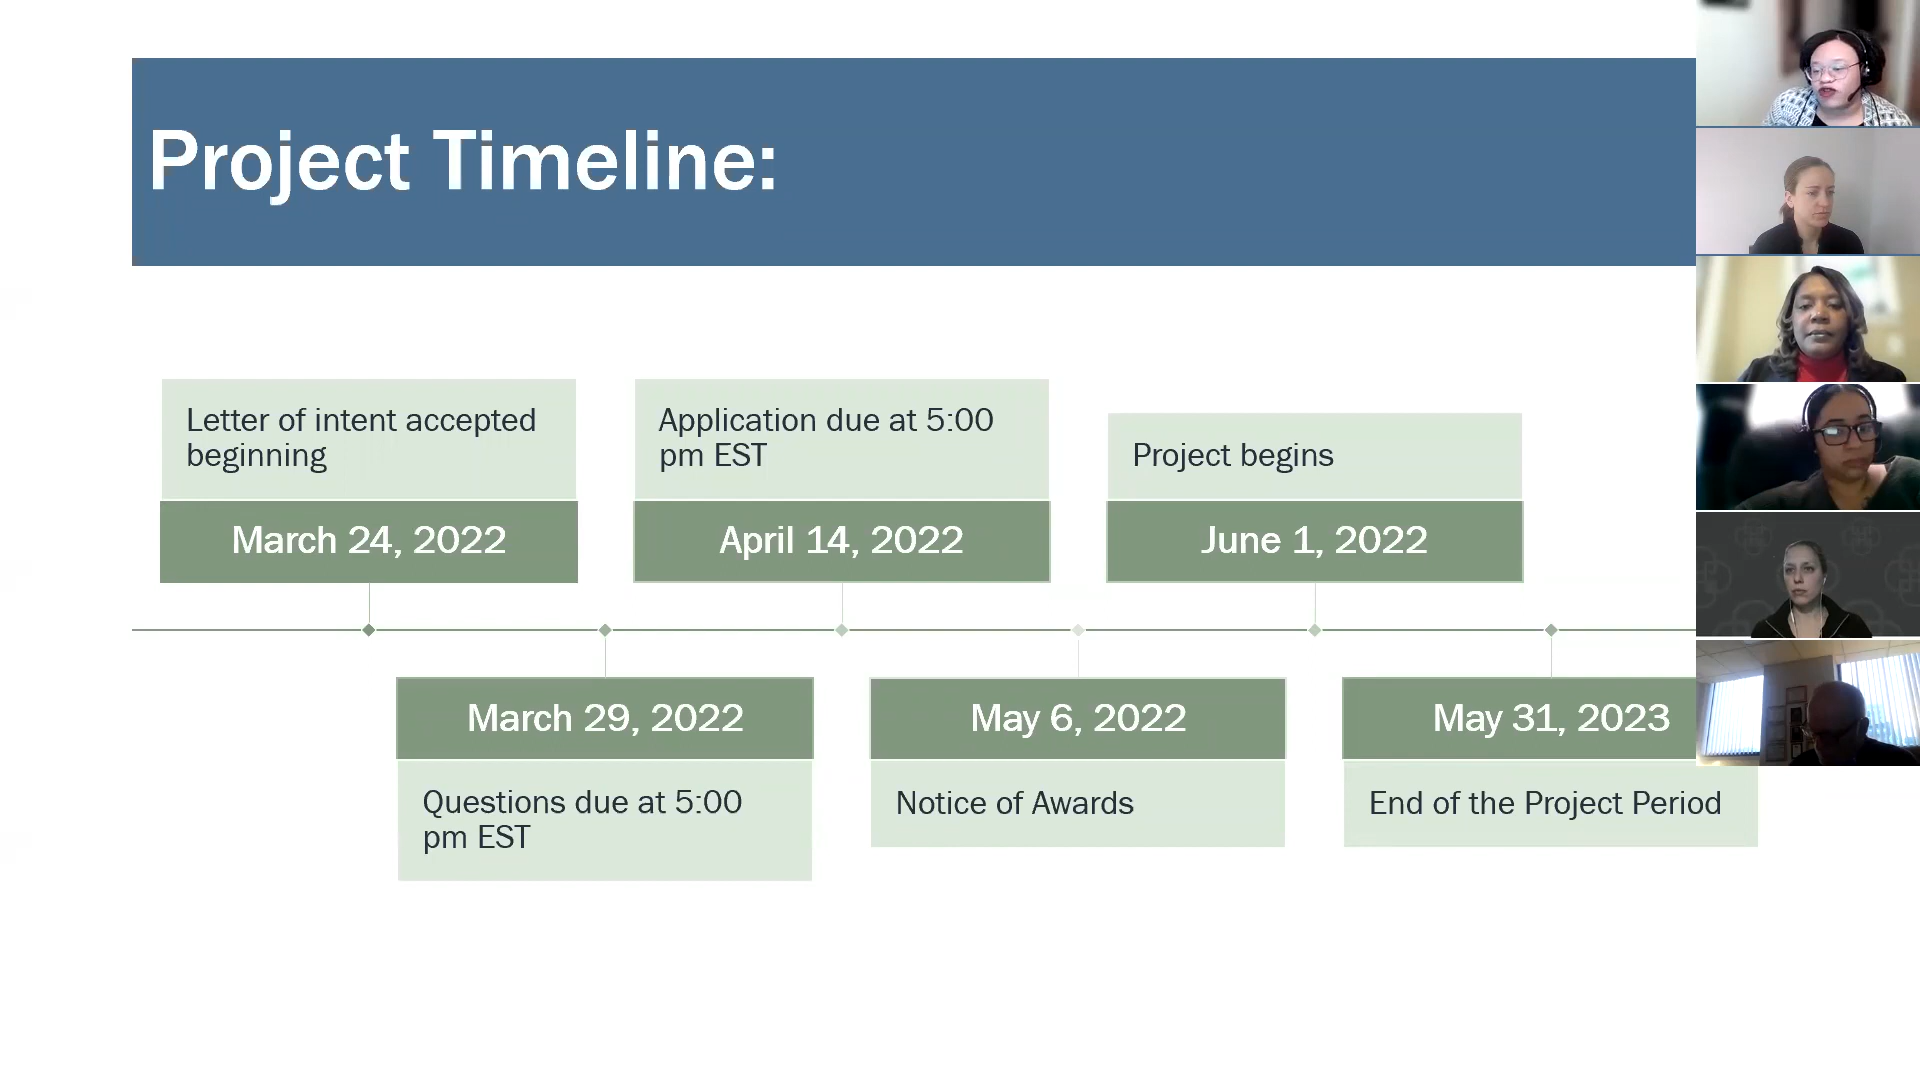 Project Timeline:
Letter of intent accepted
beginning
March 24, 2022
Application due at 5:00
pm EST
April 14, 2022
Project begins
June 1, 2022
March 29, 2022
Questions due at 5:00
pm EST
May 6, 2022
Notice of Awards
May 31, 2023
End of the Project Period